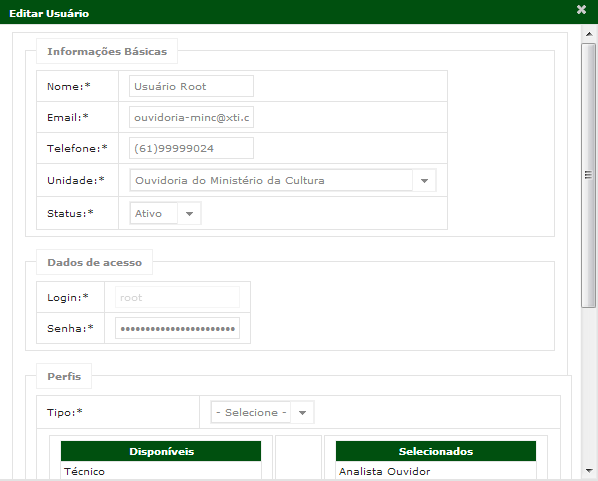 Editar Usuário
Informações Básicas
Nome:* Usuário Root
Email:* ouvidoria-minc@xti.c
Telefone:* (61)99999024
Unidade:* Ouvidoria do Ministério da Cultura
Status:* Ativo
Dados de acesso
Login:* root
Senha:* ••••••••••••••••••••••
Perfis
Tipo:* - Selecione -
Disponíveis Selecionados
Técnico Analista Ouvidor